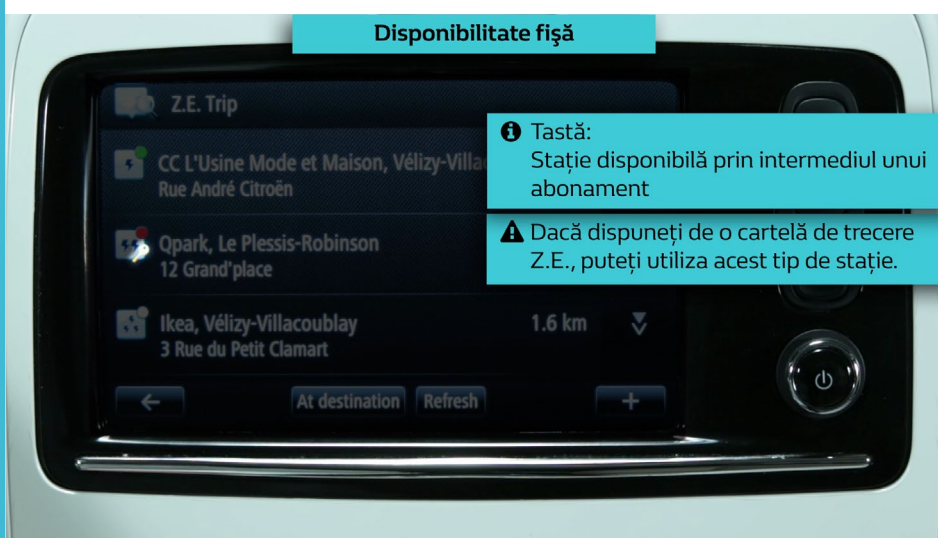 Disponibilitate fişă
Z.E. Trip
Tastă:
Stație disponibilă prin intermediul unui
abonament
CC L'Usine Mode et Maison, Vélizy-Villac
Rue André Citroën
Dacă dispuneți de o cartelă de trecere
Z.E., puteți utiliza acest tip de stație.
Qpark, Le Plessis-Robinson
12 Grand'place
Ikea, Vélizy-Villacoublay
1.6 km
3 Rue du Petit Clamart
At destination
Refresh